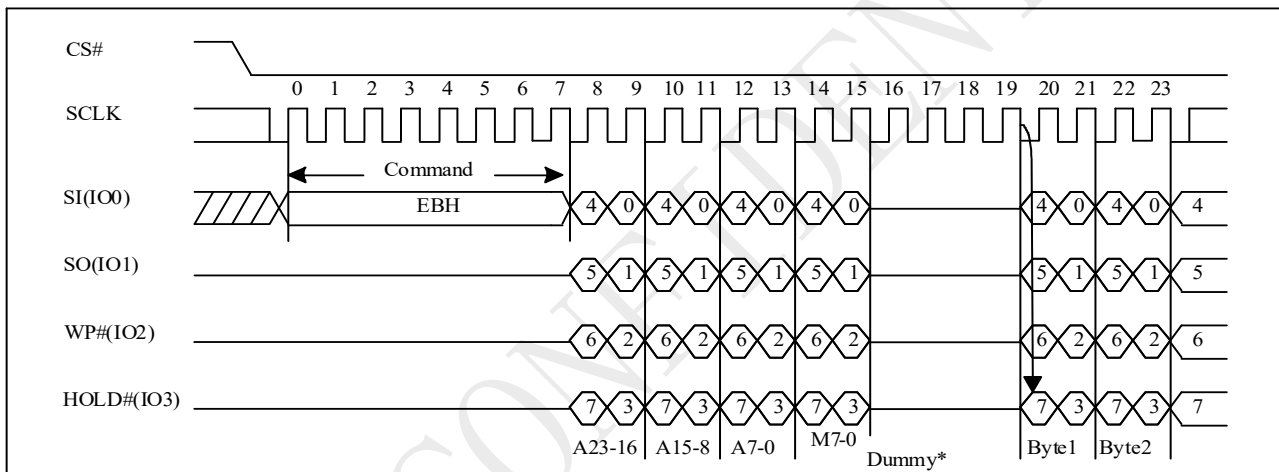 CS#
0 1 2 3 4 5 6 7 8 9 10 11 12 13 14 15 16 17 18 19 20 21 22 23
SCLK
Command
SI(IO0) EBH 4 0 4 0 4 0 4 0 4 0 4 0 4
SO(IO1) 5 1 5 1 5 1 5 1 5 1 5 1 5
WP#(IO2) 6 2 6 2 6 2 6 2 6 2 6 2 6
HOLD#(IO3) 7 3 7 3 7 3 7 3 7 3 7 3 7
A23-16 A15-8 A7-0 M7-0 Dummy* Byte1 Byte2
CONFIDENT